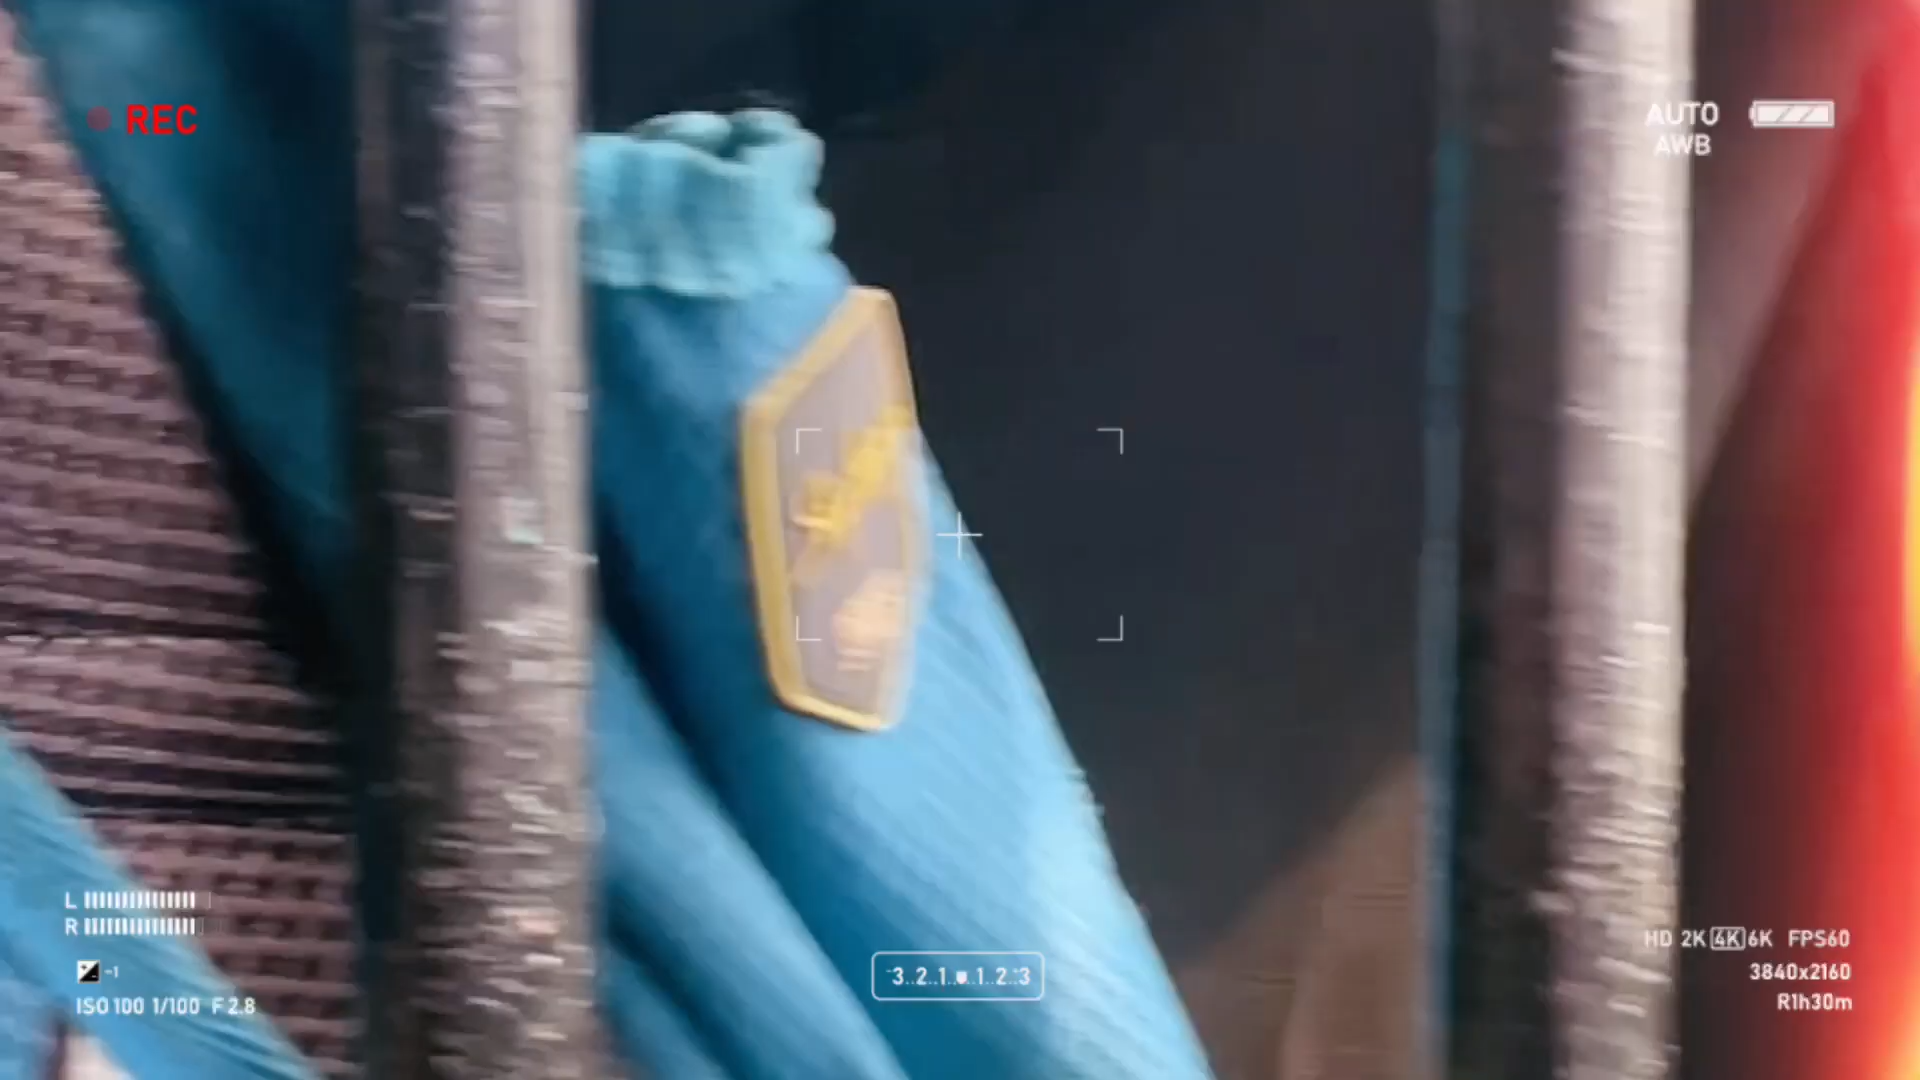 REC
AUTO
AWB
L
R
-1
ISO 100 1/100 F 2.8
3..2..1..1..2..3
HD 2K 4K 6K FPS60
3840x2160
R1h30m